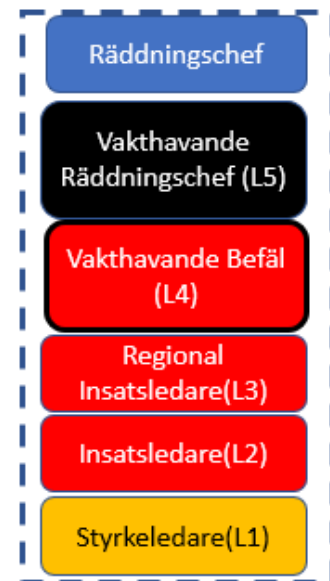 Räddningschef
Vakthavande
Räddningschef (L5)
Vakthavande Befäl
(L4)
Regional
Insatsledare(L3)
Insatsledare(L2)
Styrkeledare(L1)